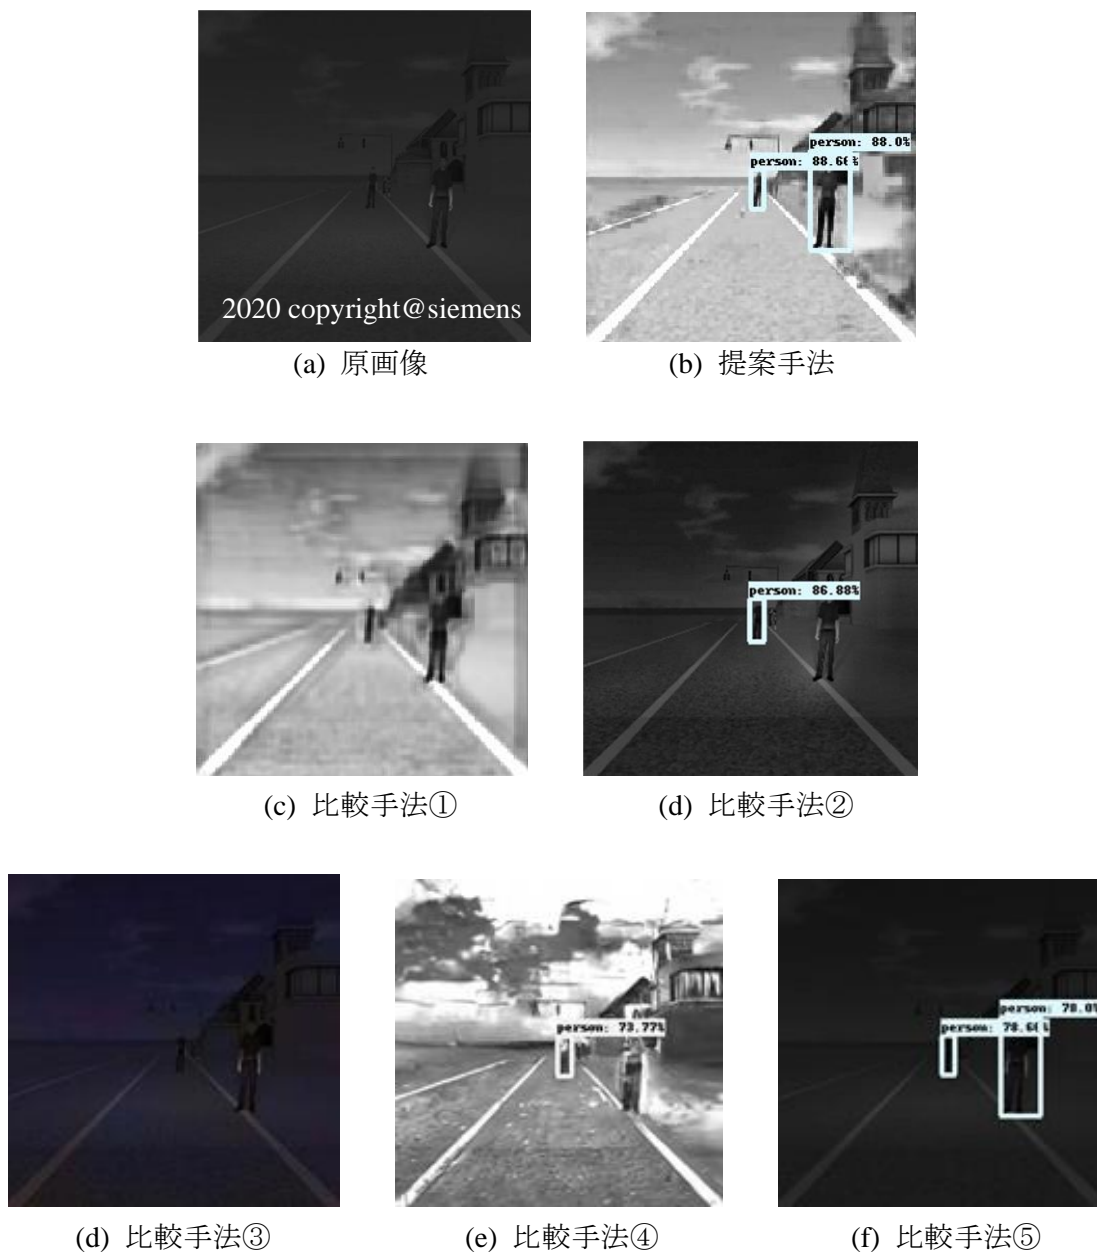 2020 copyright@siemens
(a) 原画像
person: 88.0%
person: 88.66%
(b) 提案手法
(c) 比較手法①
person: 86.88%
(d) 比較手法②
(d) 比較手法③
person: 73.77%
(e) 比較手法④
person: 78.0%
person: 78.66%
(f) 比較手法⑤